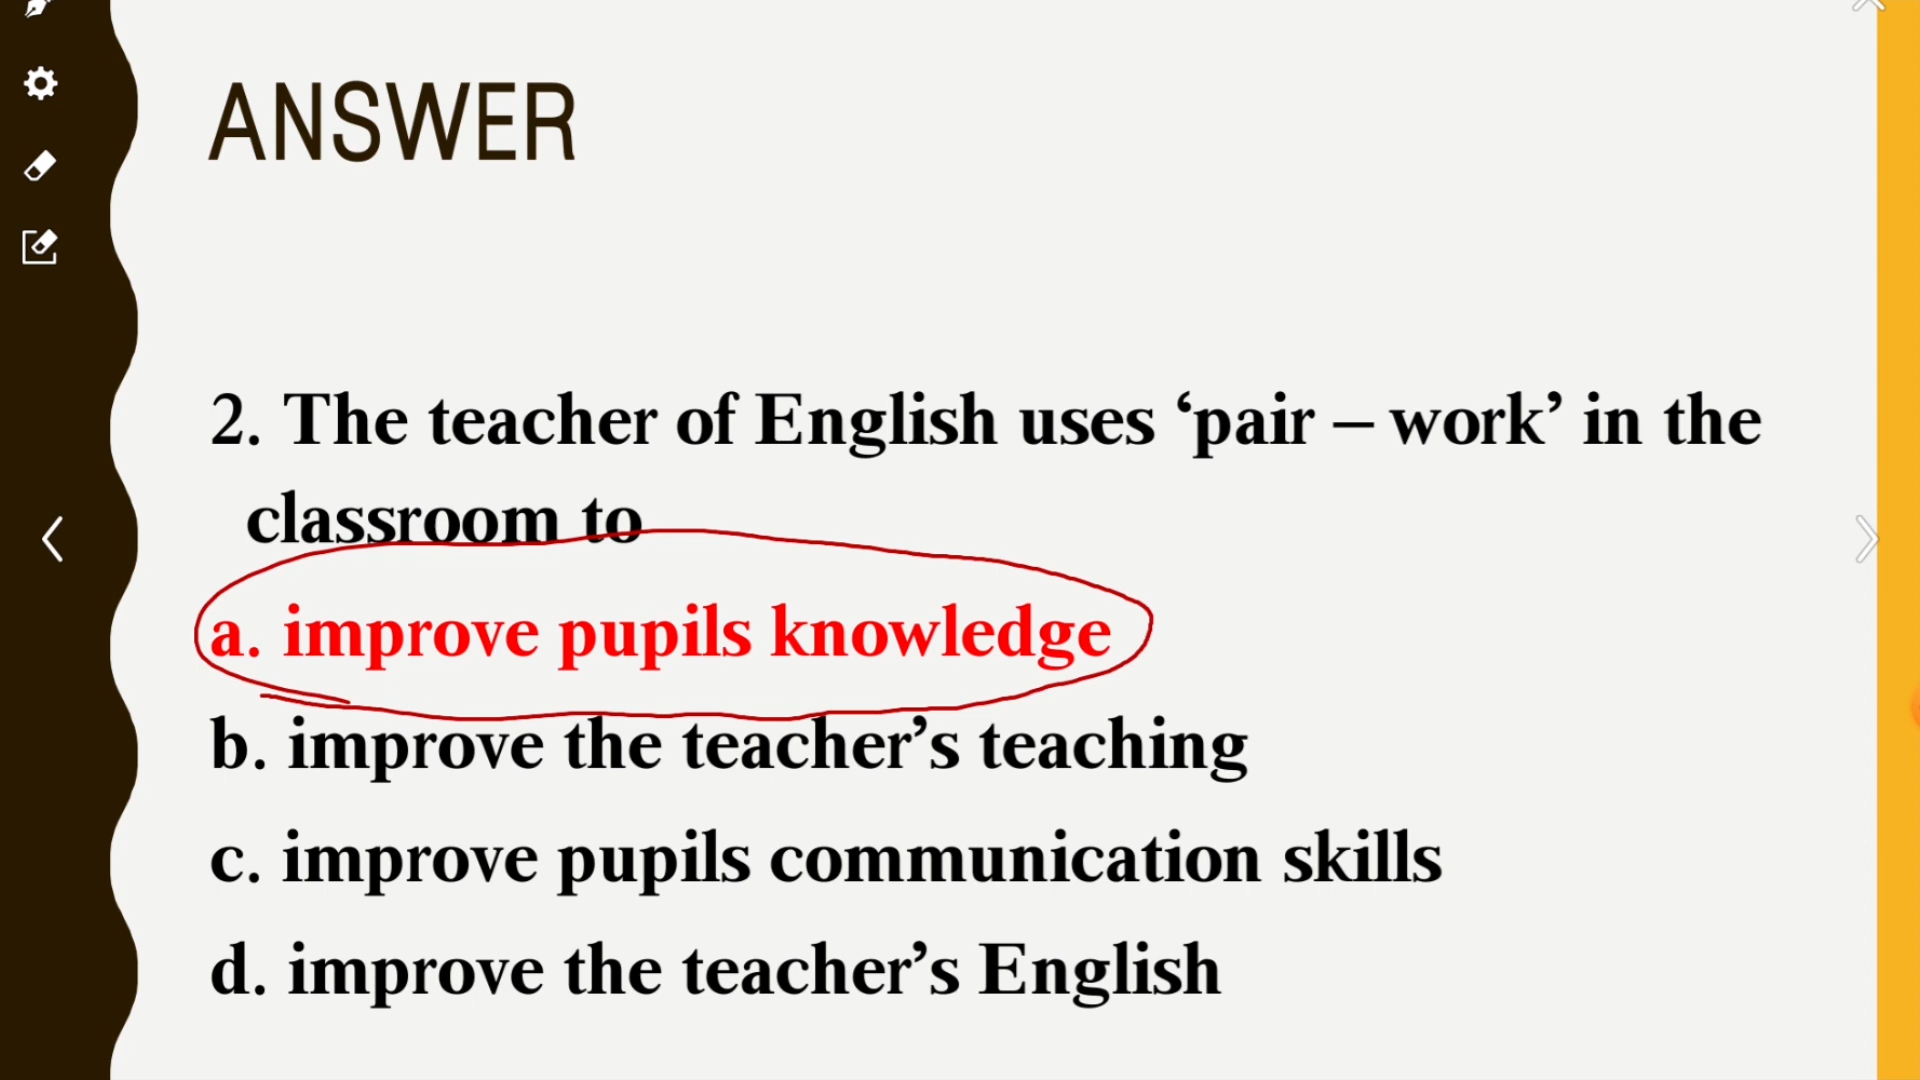 ANSWER
2. The teacher of English uses ‘pair – work’ in the
classroom to
a. improve pupils knowledge
b. improve the teacher’s teaching
c. improve pupils communication skills
d. improve the teacher’s English